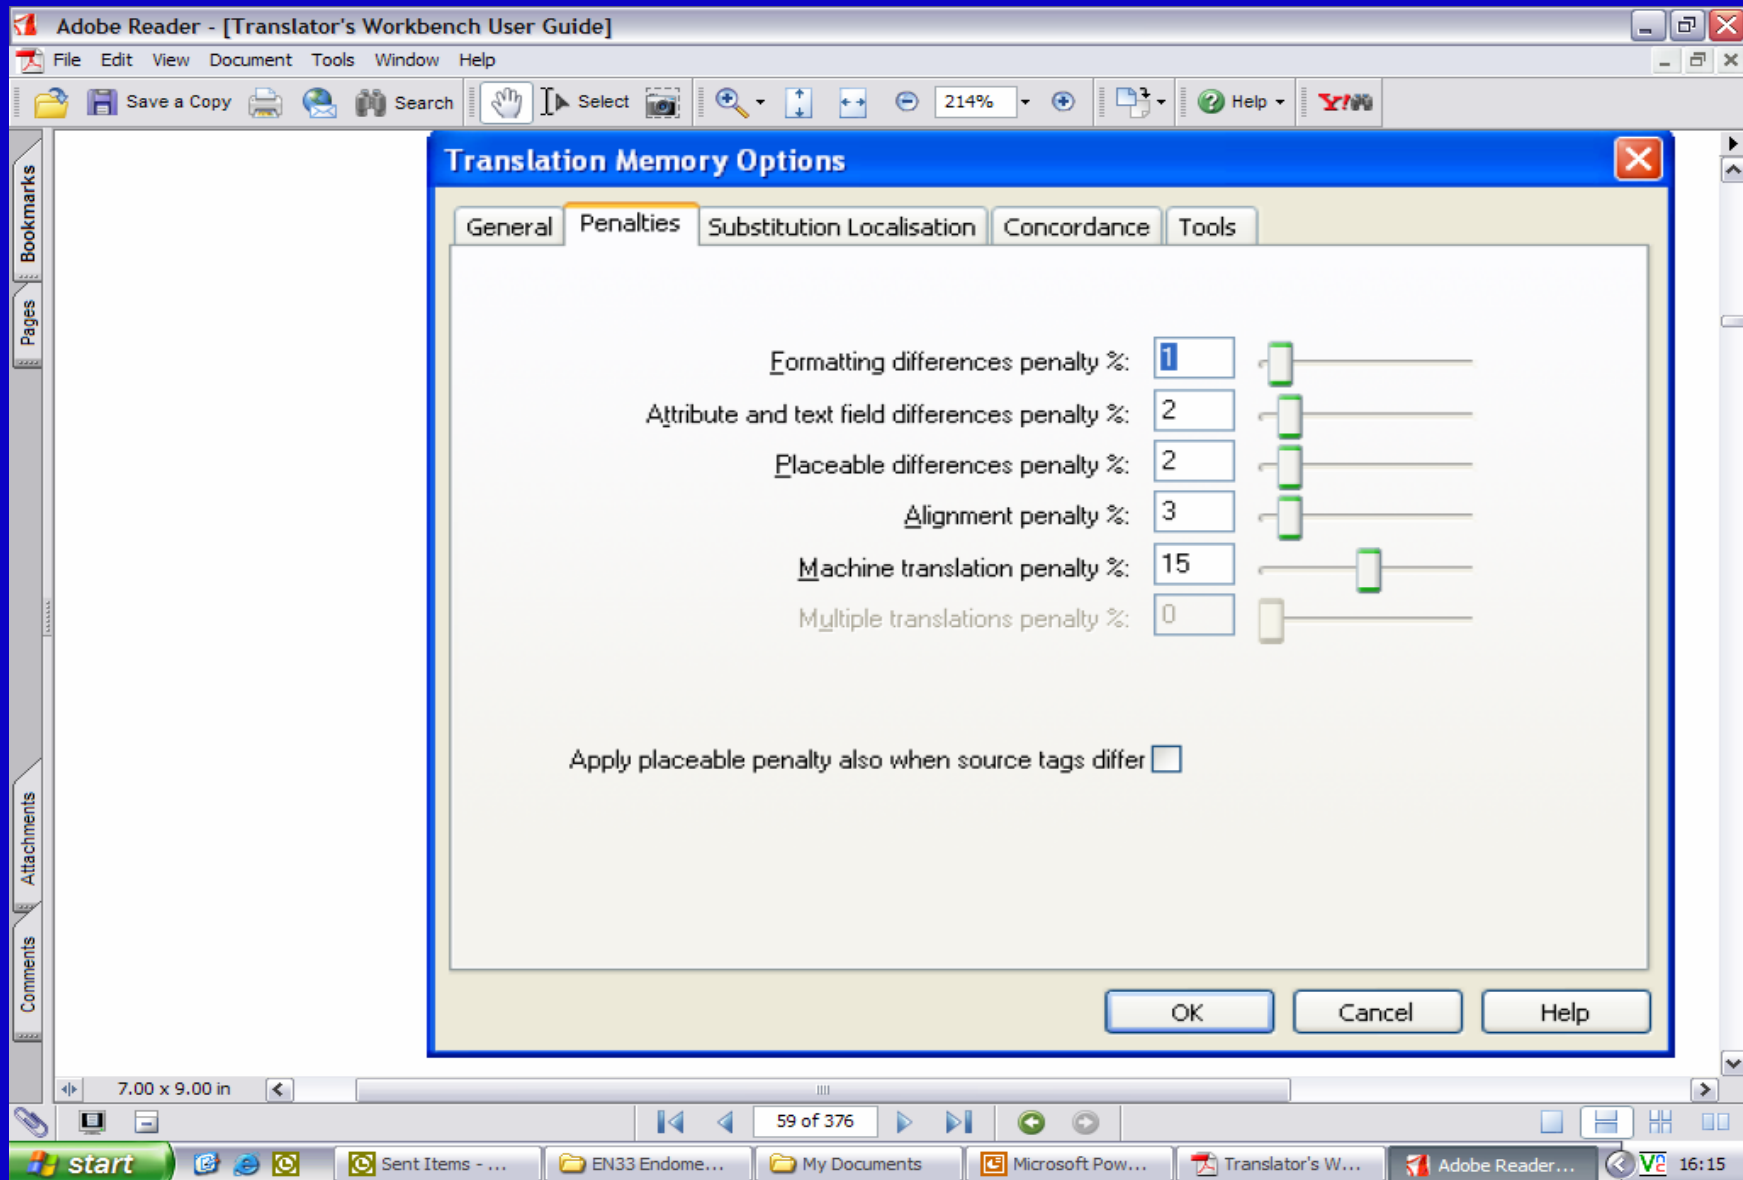 Adobe Reader - [Translator's Workbench User Guide]
File Edit View Document Tools Window Help
Save a Copy Search Select 214% Help Y!
Bookmarks
Pages
Attachments
Comments
Translation Memory Options
General Penalties Substitution Localisation Concordance Tools
Formatting differences penalty %: 1
Attribute and text field differences penalty %: 2
Placeable differences penalty %: 2
Alignment penalty %: 3
Machine translation penalty %: 15
Multiple translations penalty %: 0
Apply placeable penalty also when source tags differ
OK Cancel Help
7.00 x 9.00 in
59 of 376
start Sent Items - ... EN33 Endome... My Documents Microsoft Pow... Translator's W... Adobe Reader... 16:15